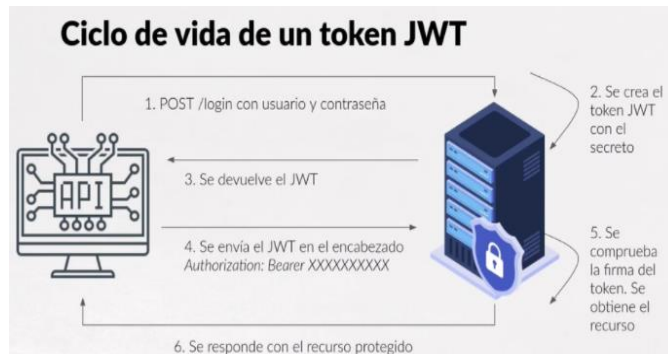 Ciclo de vida de un token JWT
1. POST /login con usuario y contraseña
2. Se crea el
token JWT
con el
secreto
API
3. Se devuelve el JWT
4. Se envía el JWT en el encabezado
Authorization: Bearer XXXXXXXXXX
5. Se
comprueba
la firma del
token. Se
obtiene el
recurso
6. Se responde con el recurso protegido